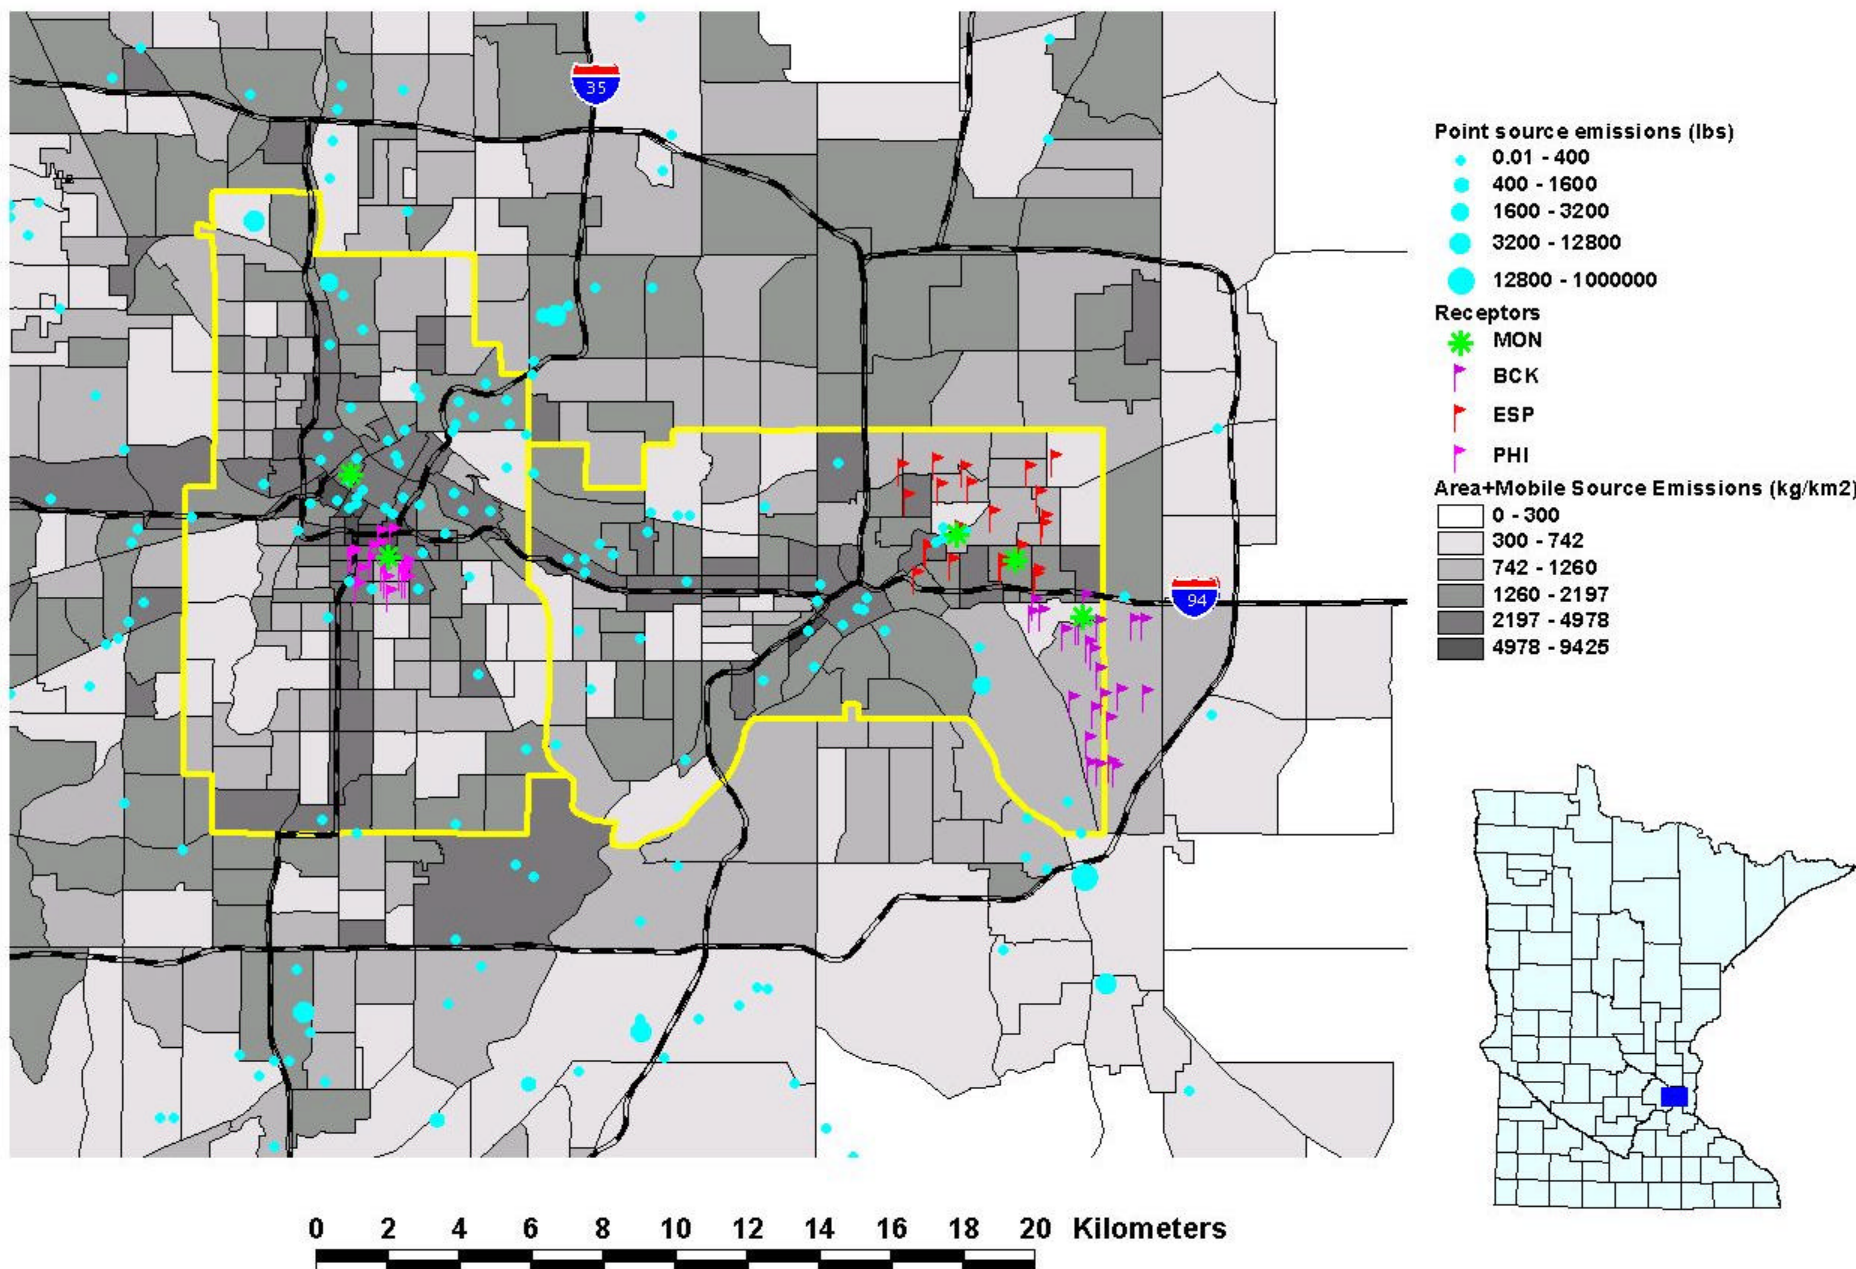 35
94
Point source emissions (lbs)
0.01 - 400
400 - 1600
1600 - 3200
3200 - 12800
12800 - 1000000
Receptors
MON
BCK
ESP
PHI
Area+Mobile Source Emissions (kg/km2)
0 - 300
300 - 742
742 - 1260
1260 - 2197
2197 - 4978
4978 - 9425
0 2 4 6 8 10 12 14 16 18 20 Kilometers